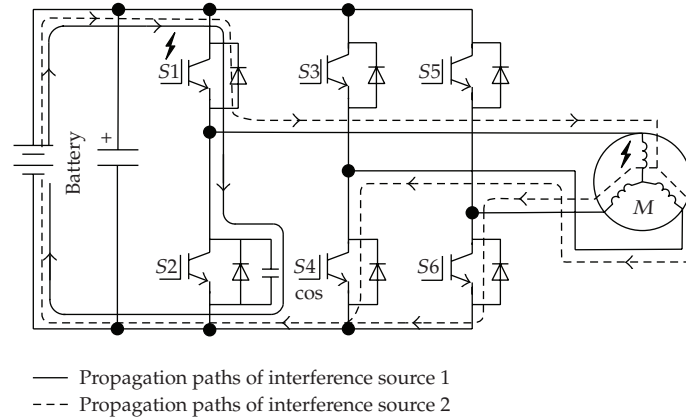 S1
S3
S5
Battery
+
M
S2
S4
S6
cos
Propagation paths of interference source 1
Propagation paths of interference source 2